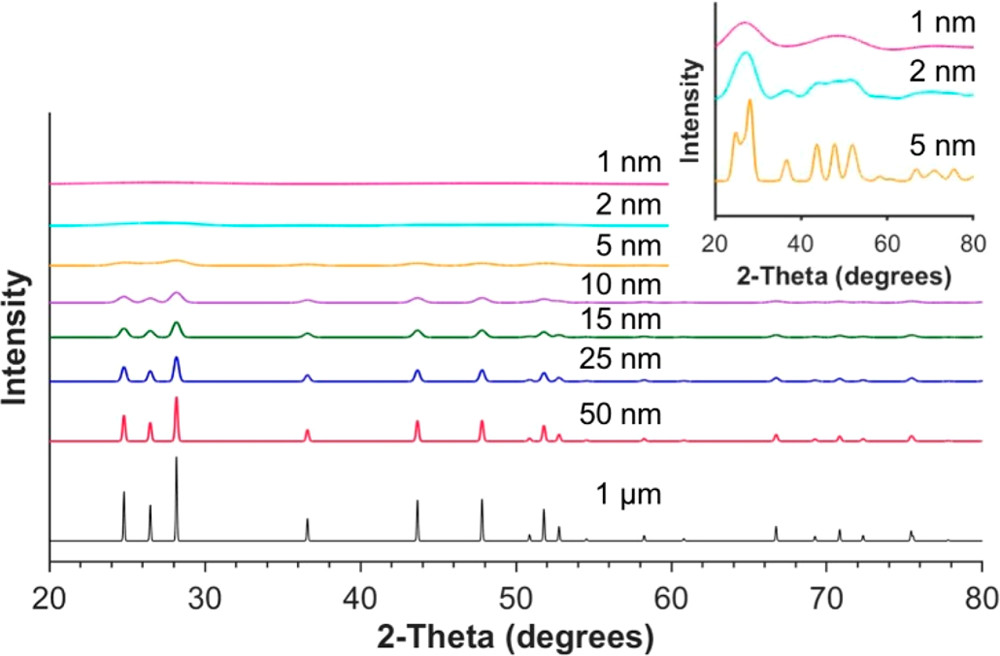 1 nm
2 nm
5 nm
Intensity
20 40 60 80
2-Theta (degrees)
1 nm
2 nm
5 nm
10 nm
15 nm
25 nm
50 nm
1 μm
Intensity
20 30 40 50 60 70 80
2-Theta (degrees)